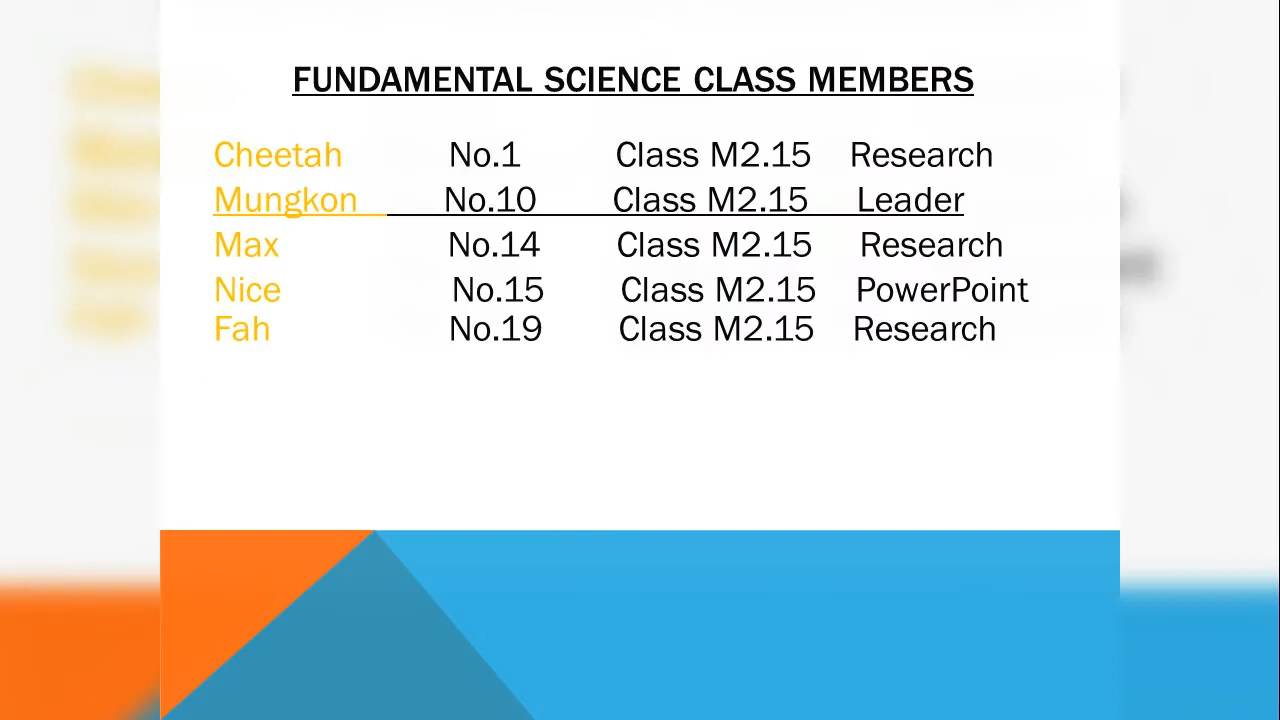 FUNDAMENTAL SCIENCE CLASS MEMBERS
Cheetah No.1 Class M2.15 Research
Mungkon No.10 Class M2.15 Leader
Max No.14 Class M2.15 Research
Nice No.15 Class M2.15 PowerPoint
Fah No.19 Class M2.15 Research